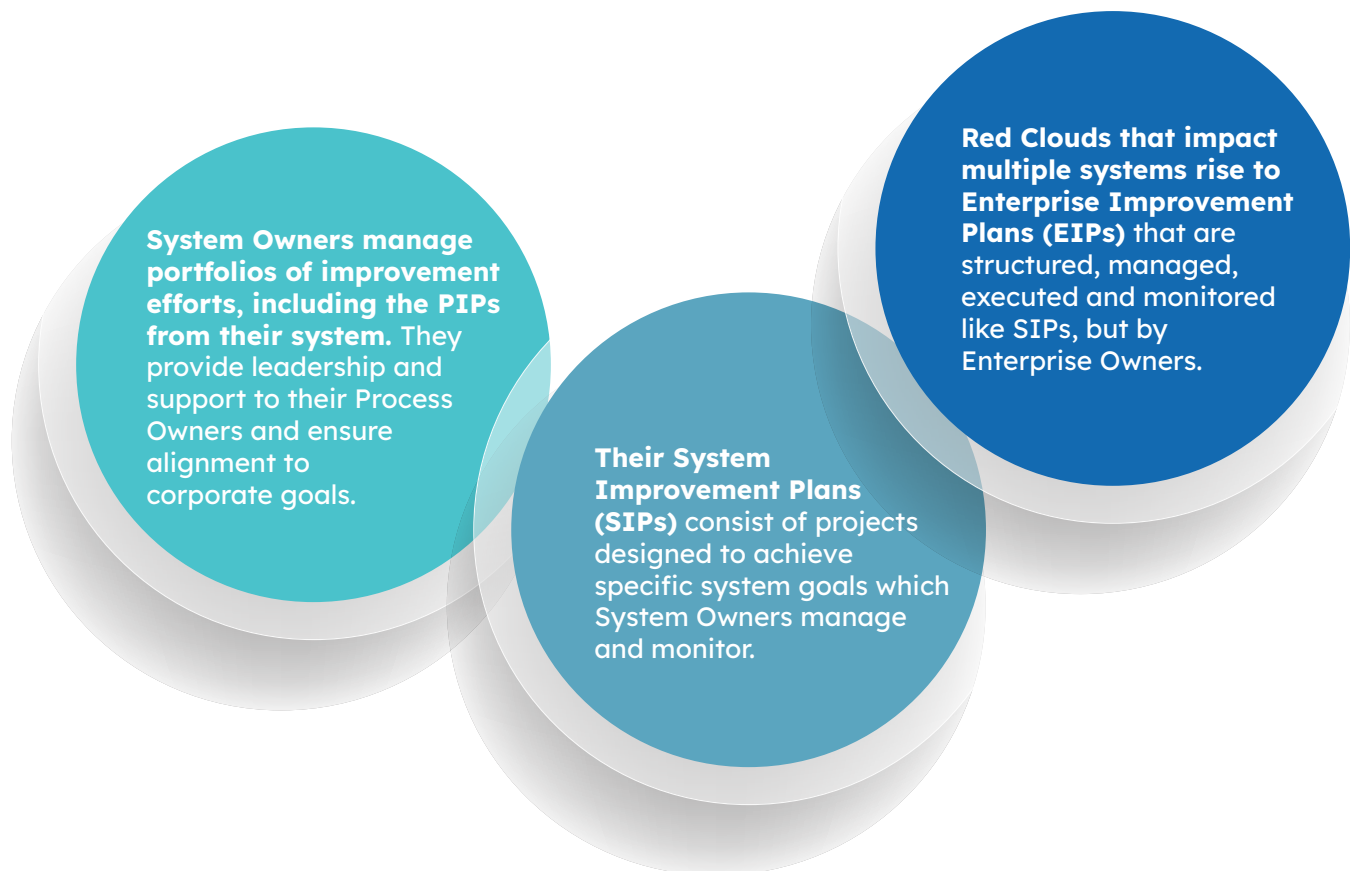 System Owners manage
portfolios of improvement
efforts, including the PIPs
from their system. They
provide leadership and
support to their Process
Owners and ensure
alignment to
corporate goals.
Their System
Improvement Plans
(SIPs) consist of projects
designed to achieve
specific system goals which
System Owners manage
and monitor.
Red Clouds that impact
multiple systems rise to
Enterprise Improvement
Plans (EIPs) that are
structured, managed,
executed and monitored
like SIPs, but by
Enterprise Owners.